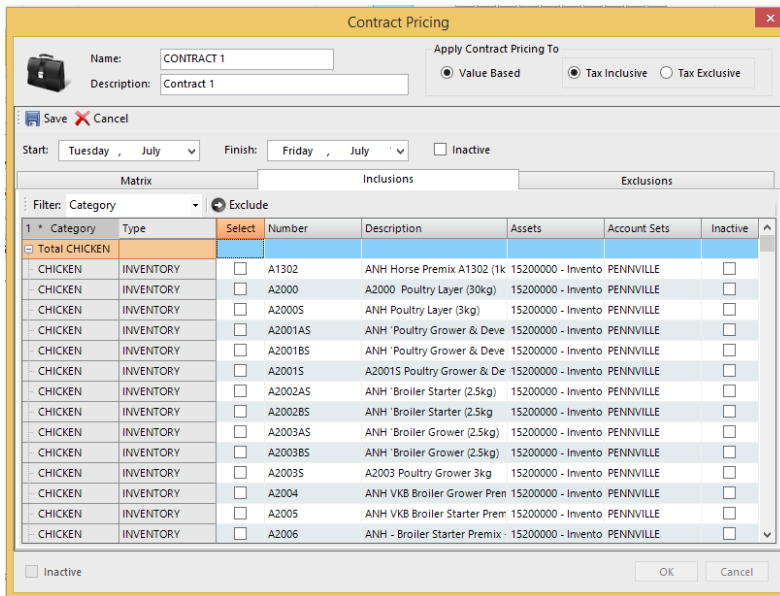 Contract Pricing
Name: CONTRACT 1
Description: Contract 1
Apply Contract Pricing To
Value Based Tax Inclusive Tax Exclusive
Save Cancel
Start: Tuesday , July Finish: Friday , July Inactive
Matrix Inclusions Exclusions
Filter: Category Exclude
1 * Category Type Select Number Description Assets Account Sets Inactive
Total CHICKEN
CHICKEN INVENTORY A1302 ANH Horse Premix A1302 (1k 15200000 - Invento PENNVILLE
CHICKEN INVENTORY A2000 A2000 Poultry Layer (30kg) 15200000 - Invento PENNVILLE
CHICKEN INVENTORY A2000S ANH Poultry Layer (3kg) 15200000 - Invento PENNVILLE
CHICKEN INVENTORY A2001AS ANH 'Poultry Grower & Deve 15200000 - Invento PENNVILLE
CHICKEN INVENTORY A2001BS ANH 'Poultry Grower & Deve 15200000 - Invento PENNVILLE
CHICKEN INVENTORY A2001S A2001S Poultry Grower & De 15200000 - Invento PENNVILLE
CHICKEN INVENTORY A2002AS ANH 'Broiler Starter (2.5kg) 15200000 - Invento PENNVILLE
CHICKEN INVENTORY A2002BS ANH 'Broiler Starter (2.5kg 15200000 - Invento PENNVILLE
CHICKEN INVENTORY A2003AS ANH 'Broiler Grower (2.5kg) 15200000 - Invento PENNVILLE
CHICKEN INVENTORY A2003BS ANH 'Broiler Grower (2.5kg) 15200000 - Invento PENNVILLE
CHICKEN INVENTORY A2003S A2003 Poultry Grower 3kg 15200000 - Invento PENNVILLE
CHICKEN INVENTORY A2004 ANH VKB Broiler Grower Pren 15200000 - Invento PENNVILLE
CHICKEN INVENTORY A2005 ANH VKB Broiler Starter Prem 15200000 - Invento PENNVILLE
CHICKEN INVENTORY A2006 ANH - Broiler Starter Premix - 15200000 - Invento PENNVILLE
Inactive OK Cancel